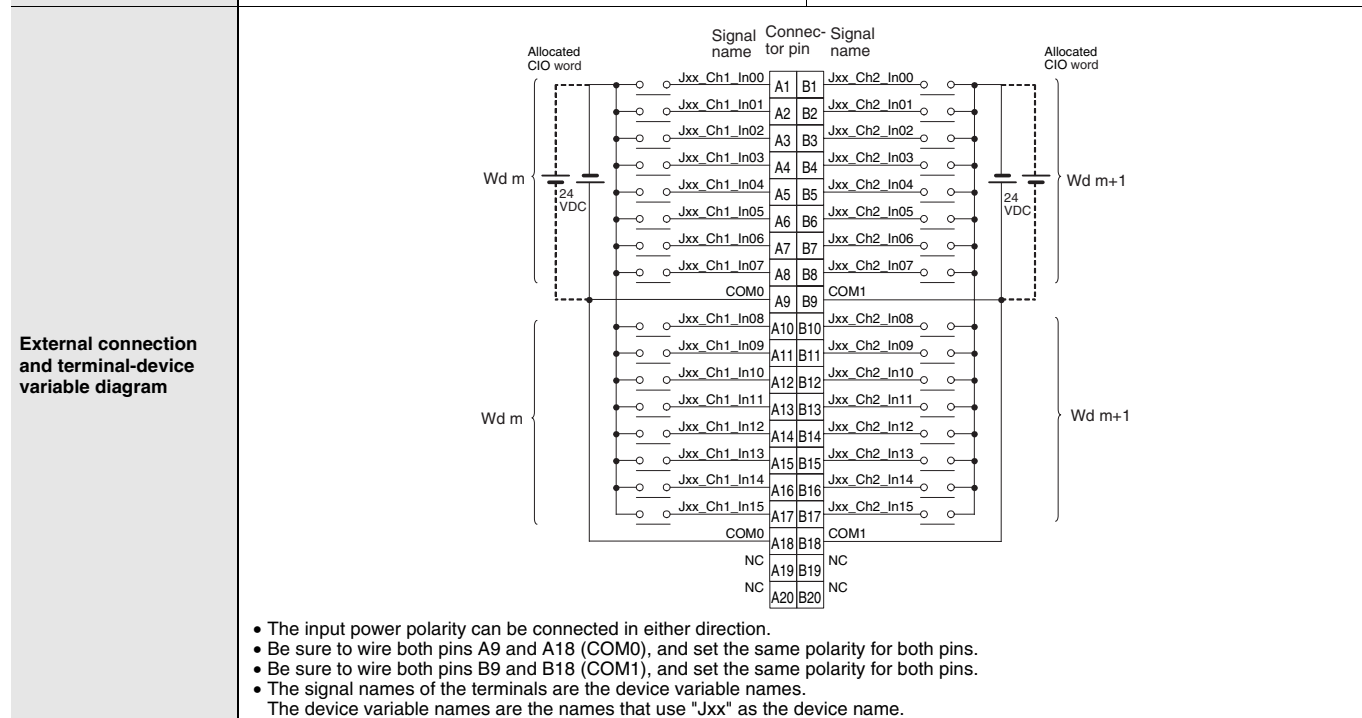 External connection
and terminal-device
variable diagram
Signal name Connec- tor pin Signal name
Allocated CIO word Allocated CIO word
Jxx_Ch1_In00 A1 B1 Jxx_Ch2_In00
Jxx_Ch1_In01 A2 B2 Jxx_Ch2_In01
Jxx_Ch1_In02 A3 B3 Jxx_Ch2_In02
Jxx_Ch1_In03 A4 B4 Jxx_Ch2_In03
Wd m Wd m+1
24 VDC 24 VDC
Jxx_Ch1_In04 A5 B5 Jxx_Ch2_In04
Jxx_Ch1_In05 A6 B6 Jxx_Ch2_In05
Jxx_Ch1_In06 A7 B7 Jxx_Ch2_In06
Jxx_Ch1_In07 A8 B8 Jxx_Ch2_In07
COM0 A9 B9 COM1
Jxx_Ch1_In08 A10 B10 Jxx_Ch2_In08
Jxx_Ch1_In09 A11 B11 Jxx_Ch2_In09
Jxx_Ch1_In10 A12 B12 Jxx_Ch2_In10
Jxx_Ch1_In11 A13 B13 Jxx_Ch2_In11
Wd m Wd m+1
Jxx_Ch1_In12 A14 B14 Jxx_Ch2_In12
Jxx_Ch1_In13 A15 B15 Jxx_Ch2_In13
Jxx_Ch1_In14 A16 B16 Jxx_Ch2_In14
Jxx_Ch1_In15 A17 B17 Jxx_Ch2_In15
COM0 A18 B18 COM1
NC A19 B19 NC
NC A20 B20 NC
• The input power polarity can be connected in either direction.
• Be sure to wire both pins A9 and A18 (COM0), and set the same polarity for both pins.
• Be sure to wire both pins B9 and B18 (COM1), and set the same polarity for both pins.
• The signal names of the terminals are the device variable names.
The device variable names are the names that use "Jxx" as the device name.